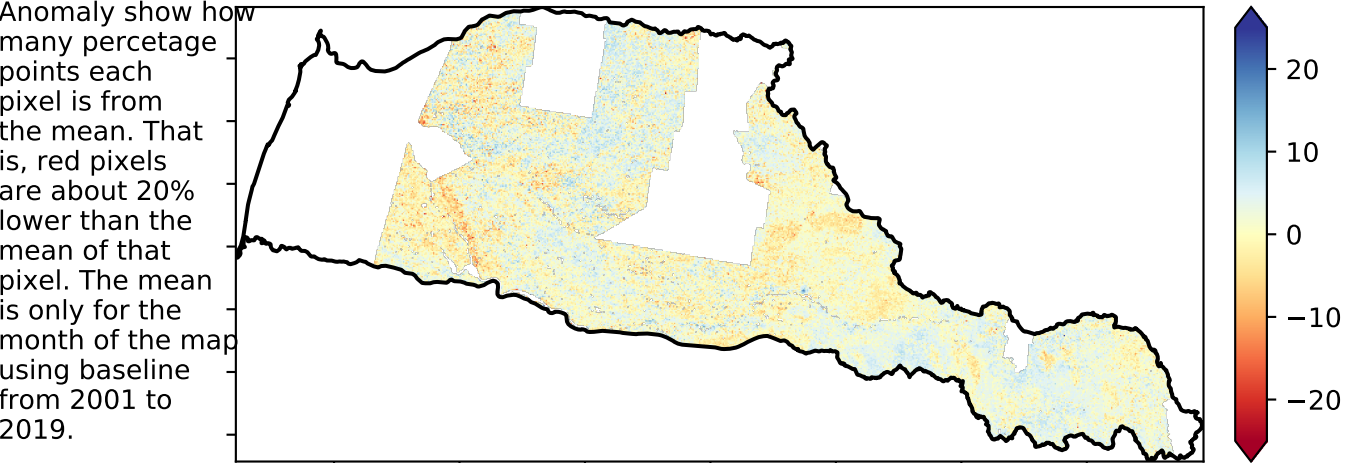 Anomaly show how
many percetage
points each
pixel is from
the mean. That
is, red pixels
are about 20%
lower than the
mean of that
pixel. The mean
is only for the
month of the map
using baseline
from 2001 to
2019.
20
10
0
−10
−20